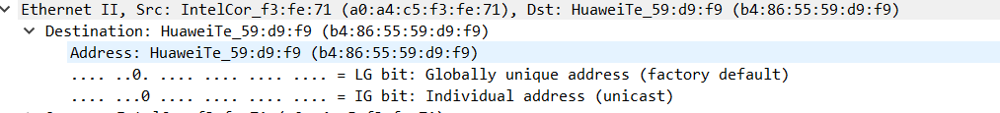 Ethernet II, Src: IntelCor_f3:fe:71 (a0:a4:c5:f3:fe:71), Dst: HuaweiTe_59:d9:f9 (b4:86:55:59:d9:f9)
Destination: HuaweiTe_59:d9:f9 (b4:86:55:59:d9:f9)
Address: HuaweiTe_59:d9:f9 (b4:86:55:59:d9:f9)
.... ..0. .... .... .... .... = LG bit: Globally unique address (factory default)
.... ...0 .... .... .... .... = IG bit: Individual address (unicast)